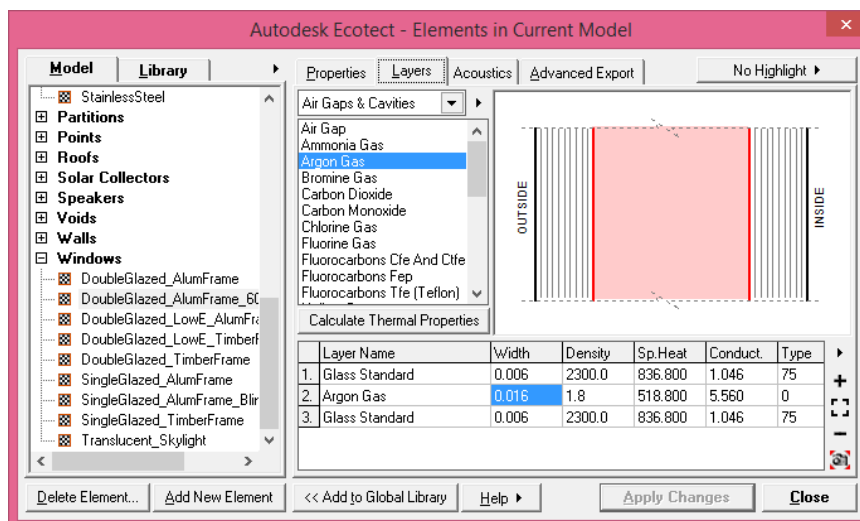 Autodesk Ecotect - Elements in Current Model
Model
Library
StainlessSteel
Partitions
Points
Roofs
Solar Collectors
Speakers
Voids
Walls
Windows
DoubleGlazed_AlumFrame
DoubleGlazed_AlumFrame_60
DoubleGlazed_LowE_AlumFra
DoubleGlazed_LowE_TimberF
DoubleGlazed_TimberFrame
SingleGlazed_AlumFrame
SingleGlazed_AlumFrame_Blin
SingleGlazed_TimberFrame
Translucent_Skylight
Delete Element...
Add New Element
Properties
Layers
Acoustics
Advanced Export
No Highlight
Air Gaps & Cavities
Air Gap
Ammonia Gas
Argon Gas
Bromine Gas
Carbon Dioxide
Carbon Monoxide
Chlorine Gas
Fluorine Gas
Fluorocarbons Cfe And Ctfe
Fluorocarbons Fep
Fluorocarbons Tfe (Teflon)
Calculate Thermal Properties
OUTSIDE
INSIDE
Layer Name Width Density Sp.Heat Conduct. Type
1. Glass Standard 0.006 2300.0 836.800 1.046 75
2. Argon Gas 0.016 1.8 518.800 5.560 0
3. Glass Standard 0.006 2300.0 836.800 1.046 75
<< Add to Global Library
Help
Apply Changes
Close